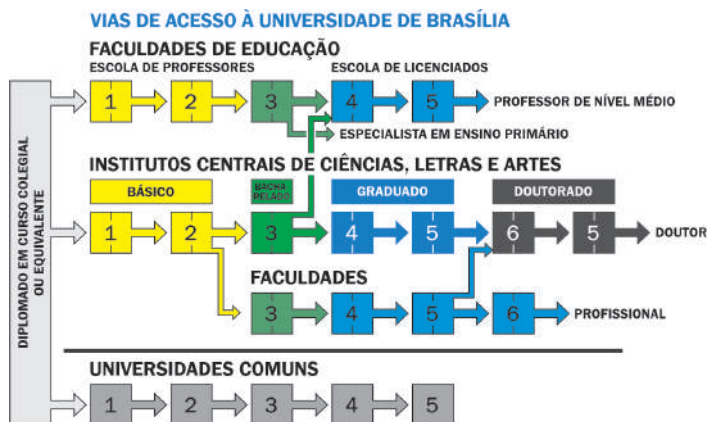 VIAS DE ACESSO À UNIVERSIDADE DE BRASÍLIA
FACULDADES DE EDUCAÇÃO
ESCOLA DE PROFESSORES
ESCOLA DE LICENCIADOS
1 2 3 4 5 PROFESSOR DE NÍVEL MÉDIO
ESPECIALISTA EM ENSINO PRIMÁRIO
DIPLOMADO EM CURSO COLEGIAL
OU EQUIVALENTE
INSTITUTOS CENTRAIS DE CIÊNCIAS, LETRAS E ARTES
BÁSICO
BACHA
RELADO
GRADUADO
DOUTORADO
1 2 3 4 5 6 5 DOUTOR
FACULDADES
3 4 5 6 PROFISSIONAL
UNIVERSIDADES COMUNS
1 2 3 4 5